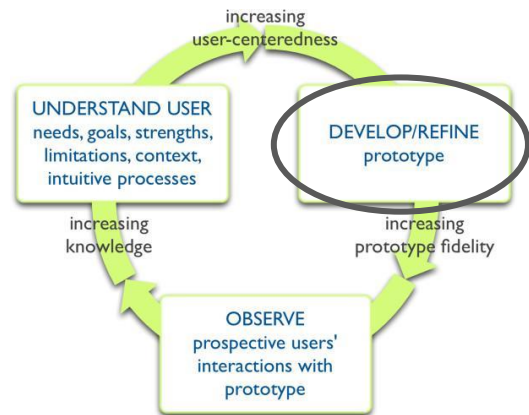 increasing
user-centeredness
UNDERSTAND USER
needs, goals, strengths,
limitations, context,
intuitive processes
DEVELOP/REFINE
prototype
increasing
knowledge
increasing
prototype fidelity
OBSERVE
prospective users'
interactions with
prototype